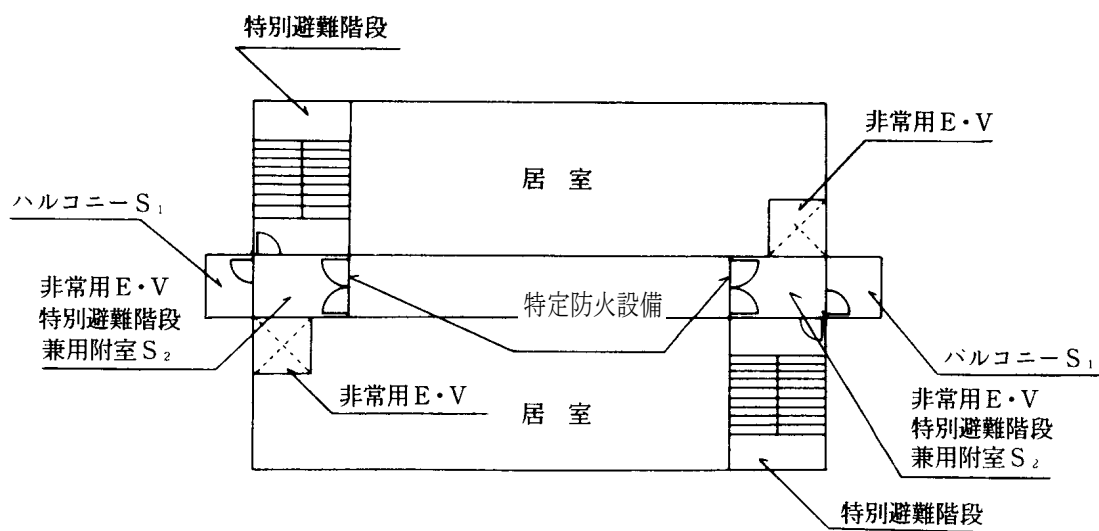 特別避難階段
非常用E・V
居 室
ハルコニーS₁
非常用E・V
特別避難階段
兼用附室S₂
特定防火設備
バルコニーS₁
非常用E・V
居 室
非常用E・V
特別避難階段
兼用附室S₂
特別避難階段